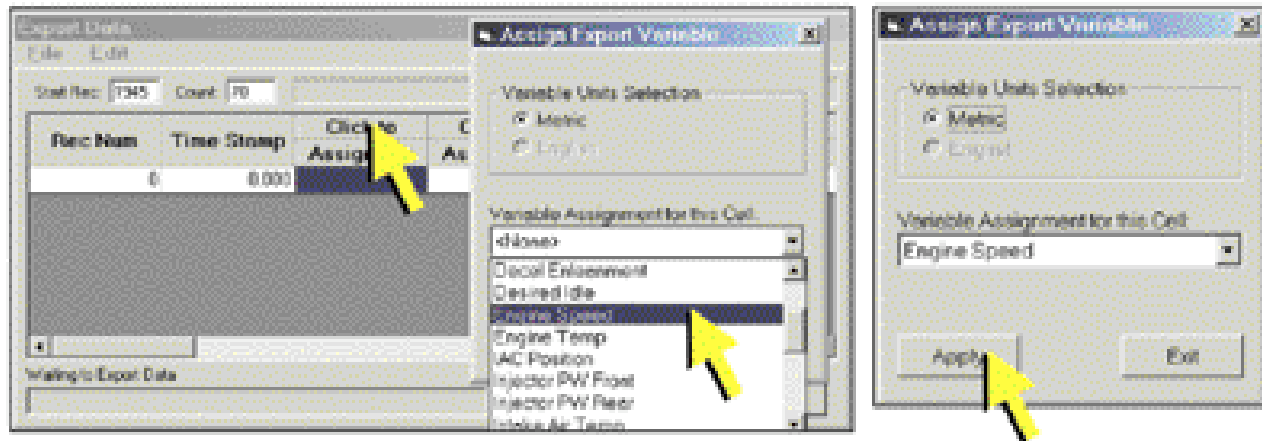 Export Data
File Edit
Start Rec: 7345 Count: 70
Rec Num Time Stamp Click to
Assign
0 0.000
Waiting to Export Data
Assign Export Variable
Variable Units Selection
Metric
English
Variable Assignment for this Cell:
<None>
Decel Enleanment
Desired Idle
Engine Speed
Engine Temp
IAC Position
Injector PW Front
Injector PW Rear
Intake Air Temp
Assign Export Variable
Variable Units Selection
Metric
English
Variable Assignment for this Cell:
Engine Speed
Apply
Exit